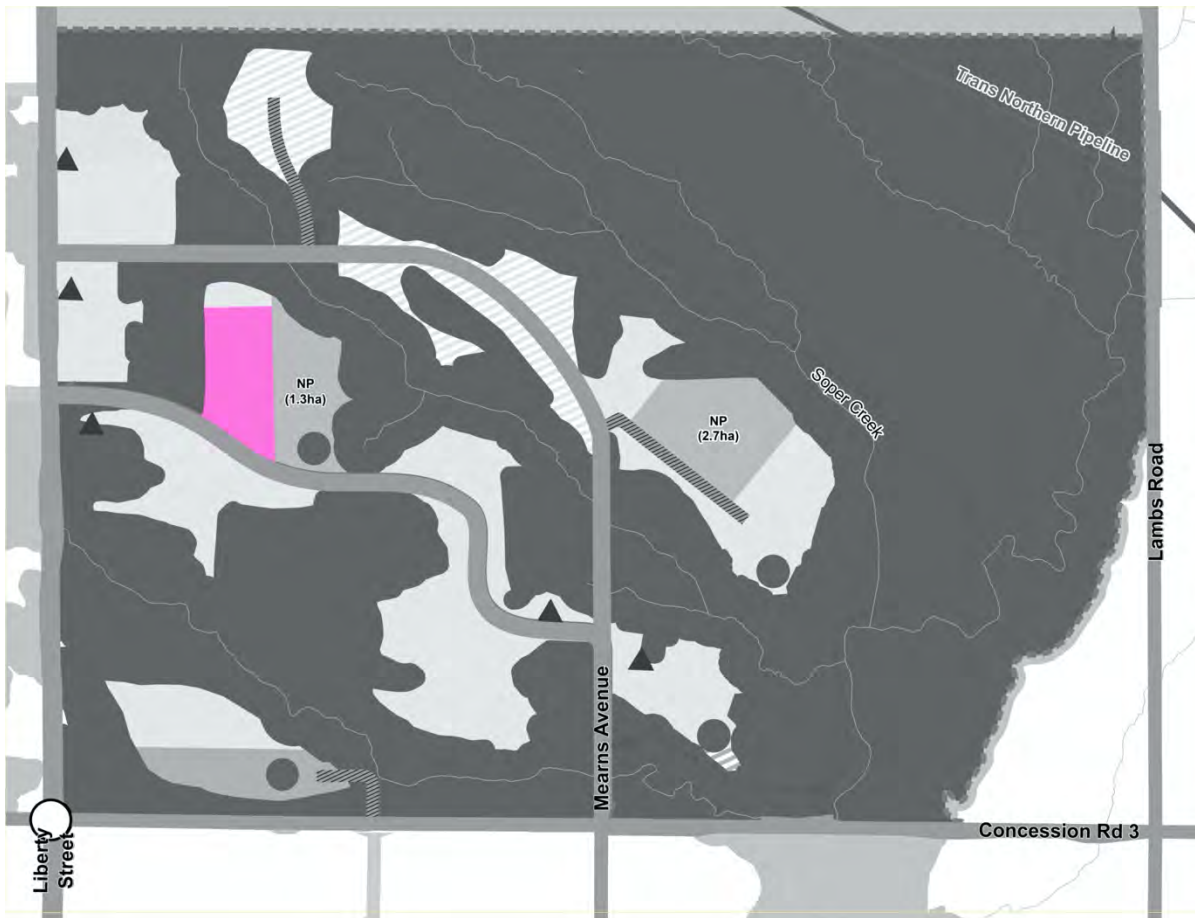 Trans Northern Pipeline
NP
(1.3ha)
Soper Creek
NP
(2.7ha)
Lambs Road
Mearns Avenue
Concession Rd 3
Liberty
Street